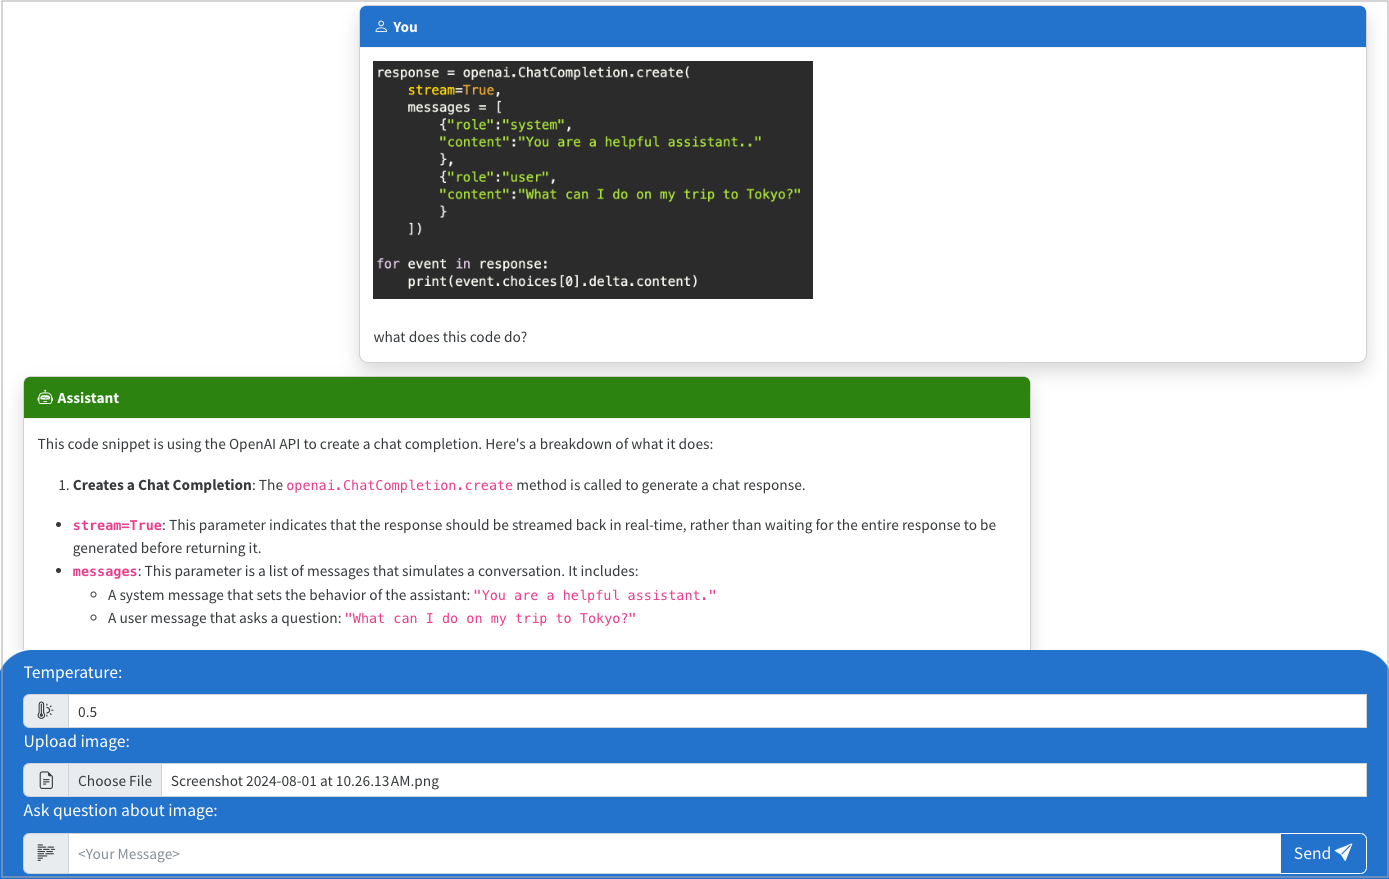 You
response = openai.ChatCompletion.create(
    stream=True,
    messages = [
        {"role":"system",
        "content":"You are a helpful assistant.."
        },
        {"role":"user",
        "content":"What can I do on my trip to Tokyo?"
        }
    ])
for event in response:
    print(event.choices[0].delta.content)
what does this code do?
Assistant
This code snippet is using the OpenAI API to create a chat completion. Here's a breakdown of what it does:
1. Creates a Chat Completion: The openai.ChatCompletion.create method is called to generate a chat response.
• stream=True: This parameter indicates that the response should be streamed back in real-time, rather than waiting for the entire response to be
generated before returning it.
• messages: This parameter is a list of messages that simulates a conversation. It includes:
◦ A system message that sets the behavior of the assistant: "You are a helpful assistant."
◦ A user message that asks a question: "What can I do on my trip to Tokyo?"
Temperature:
0.5
Upload image:
Choose File Screenshot 2024-08-01 at 10.26.13 AM.png
Ask question about image:
<Your Message> Send